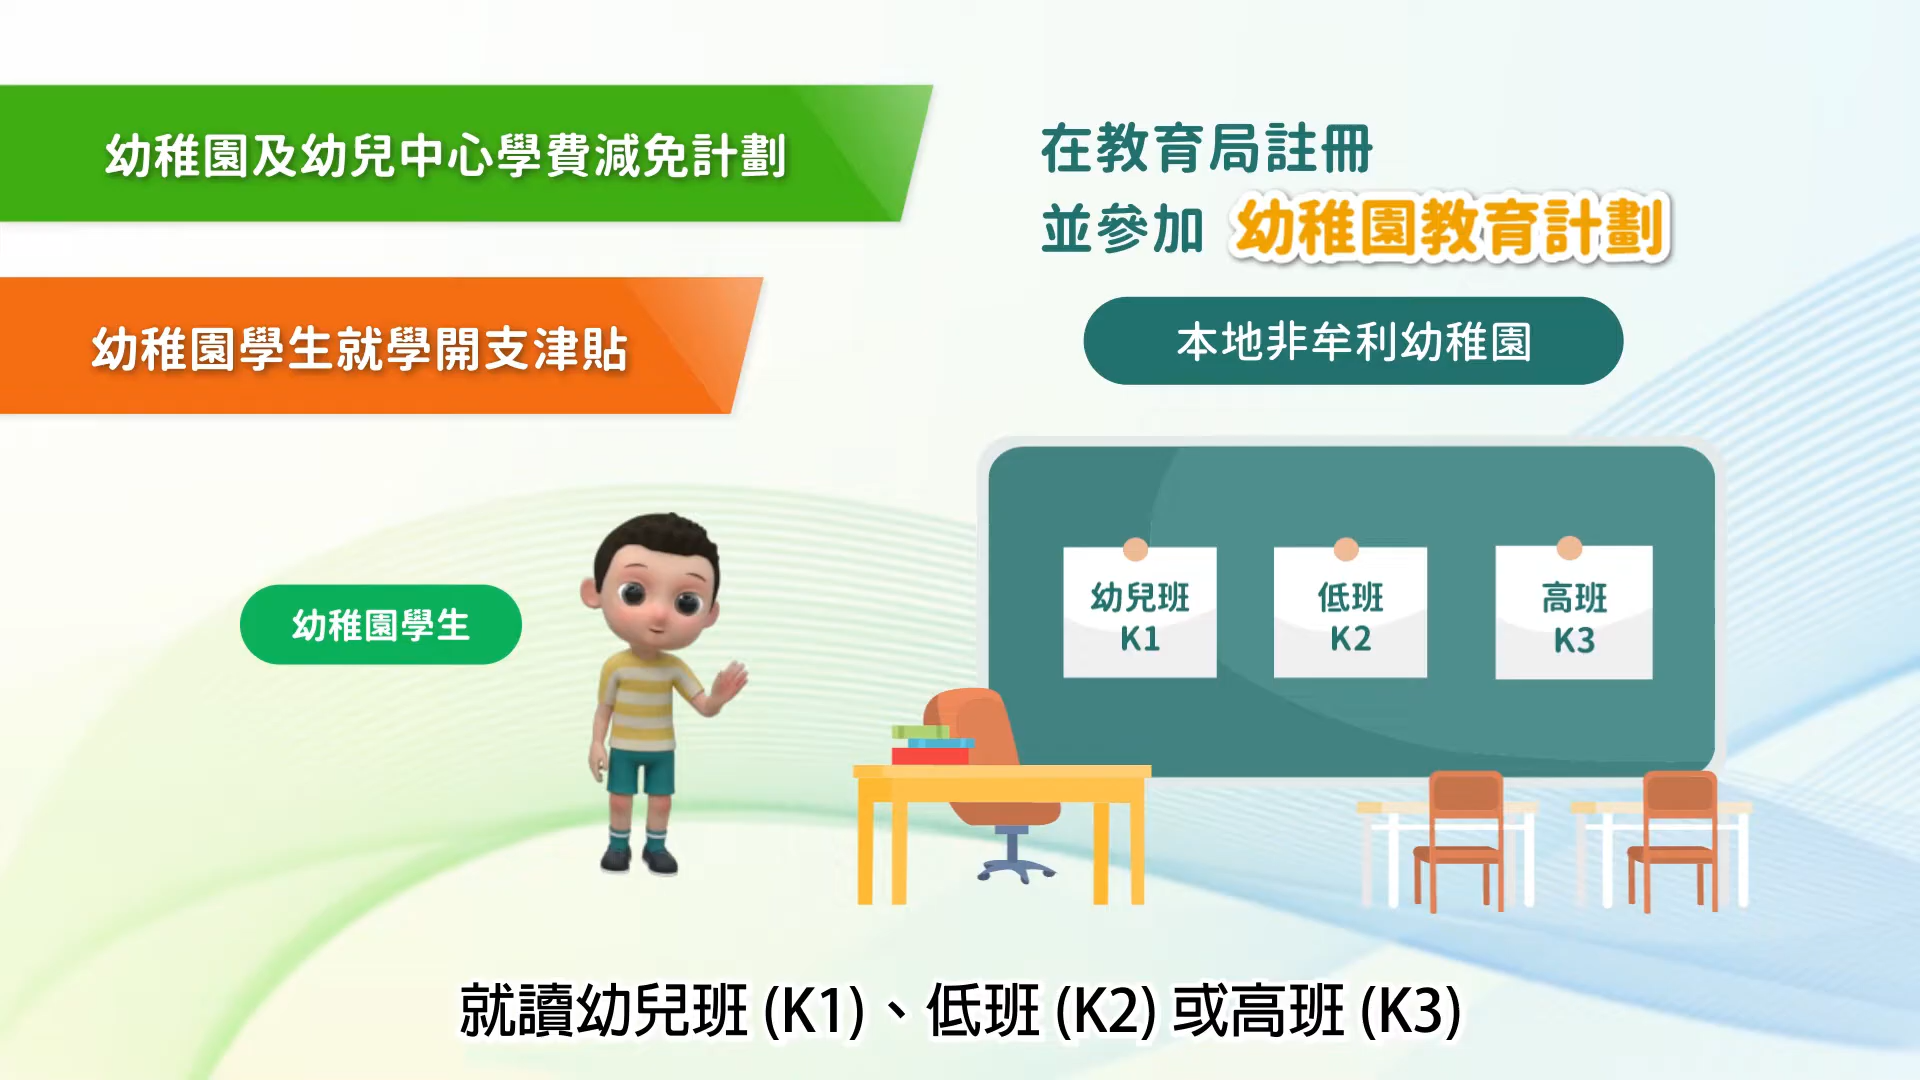 幼稚園及幼兒中心學費減免計劃
幼稚園學生就學開支津貼
在教育局註冊
並參加 幼稚園教育計劃
本地非牟利幼稚園
幼稚園學生
幼兒班
K1
低班
K2
高班
K3
就讀幼兒班 (K1)、低班 (K2) 或高班 (K3)